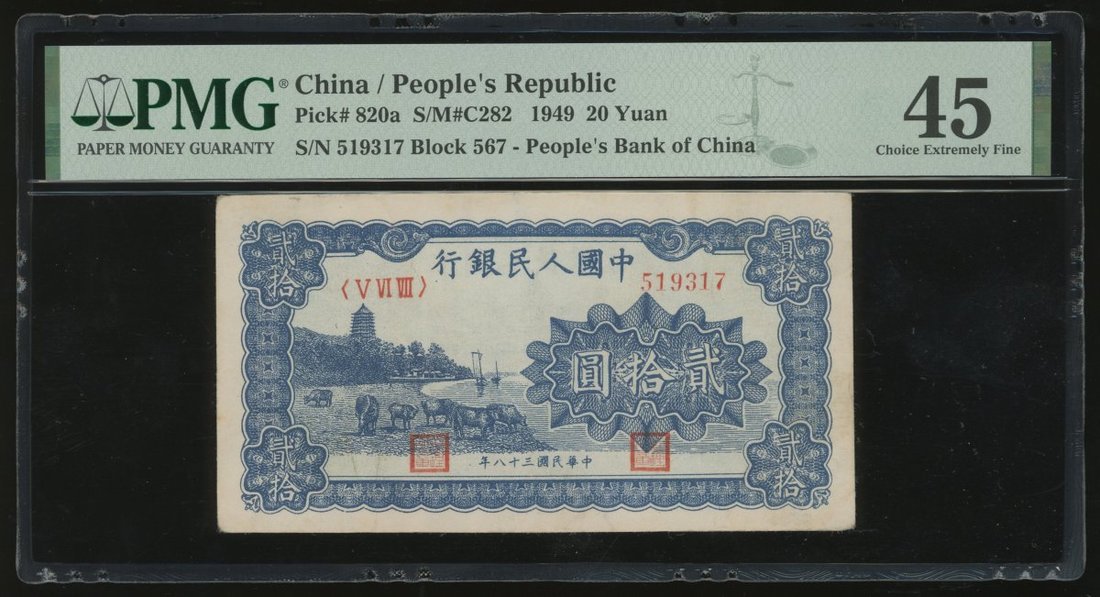 PMG®
PAPER MONEY GUARANTY
China / People's Republic
Pick# 820a S/M#C282 1949 20 Yuan
S/N 519317 Block 567 - People's Bank of China
45
Choice Extremely Fine
行銀民人國中
〈Ⅴ Ⅵ Ⅶ〉
519317
貳拾
貳拾
圓拾貳
貳拾
貳拾
年八十三國民華中